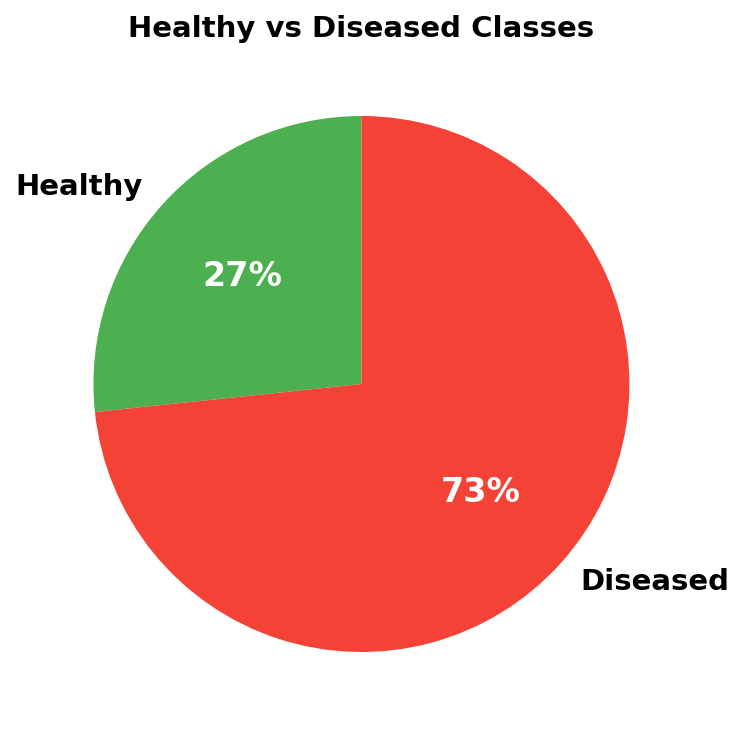 Healthy vs Diseased Classes
Healthy
27%
73%
Diseased